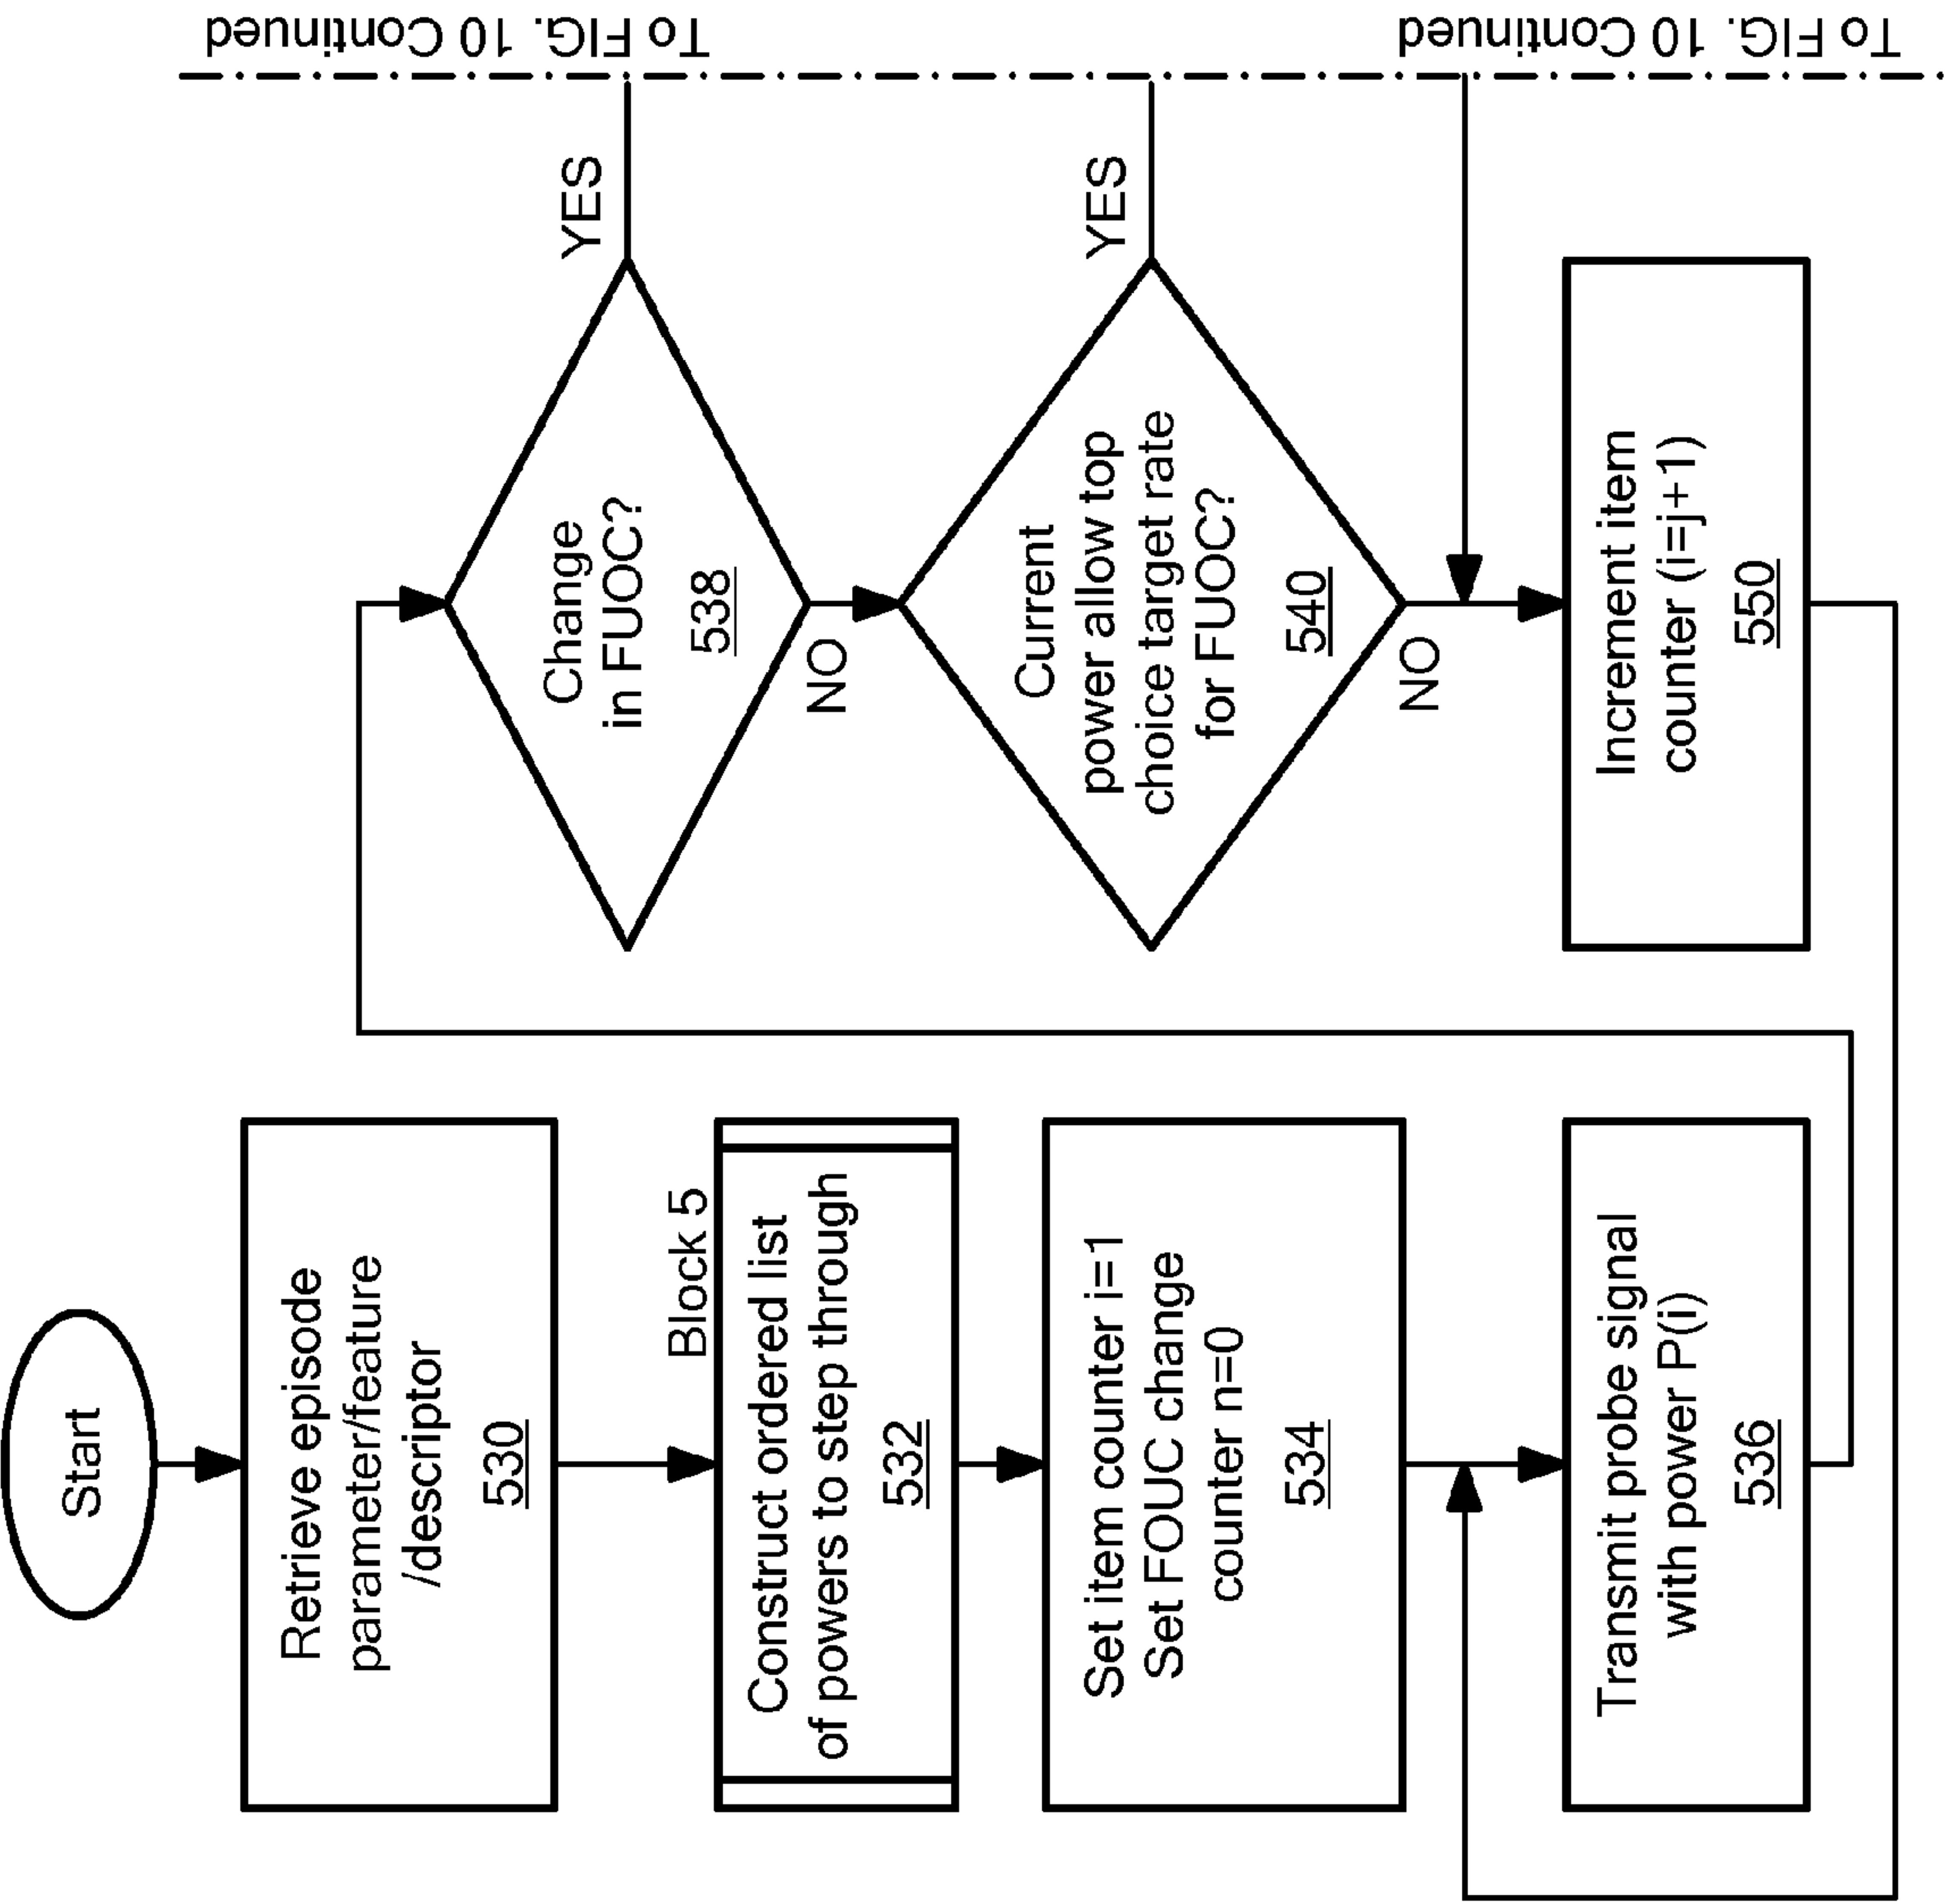 Start
Retrieve episode
parameter/feature
/descriptor
530
Block 5
Construct ordered list
of powers to step through
532
Set item counter i=1
Set FOUC change
counter n=0
534
Transmit probe signal
with power P(i)
536
Change
in FUOC?
538
YES
NO
Current
power allow top
choice target rate
for FUOC?
540
YES
NO
Increment item
counter (i=j+1)
550
To FIG. 10 Continued
To FIG. 10 Continued